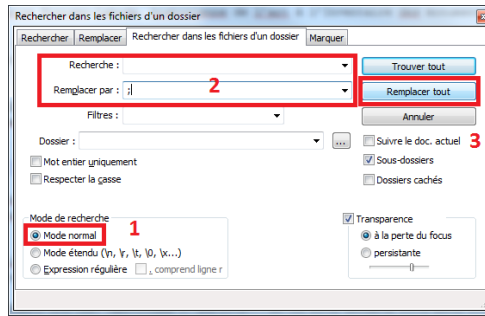 Rechercher dans les fichiers d'un dossier
Rechercher Remplacer Rechercher dans les fichiers d'un dossier Marquer
Recherche : Trouver tout
Remplacer par : ; 2 Remplacer tout
Filtres : Annuler
Dossier : ... Suivre le doc. actuel 3
Mot entier uniquement Sous-dossiers
Respecter la casse Dossiers cachés
Mode de recherche 1 Transparence
Mode normal à la perte du focus
Mode étendu (\n, \r, \t, \0, \x...) persistante
Expression régulière . comprend ligne r